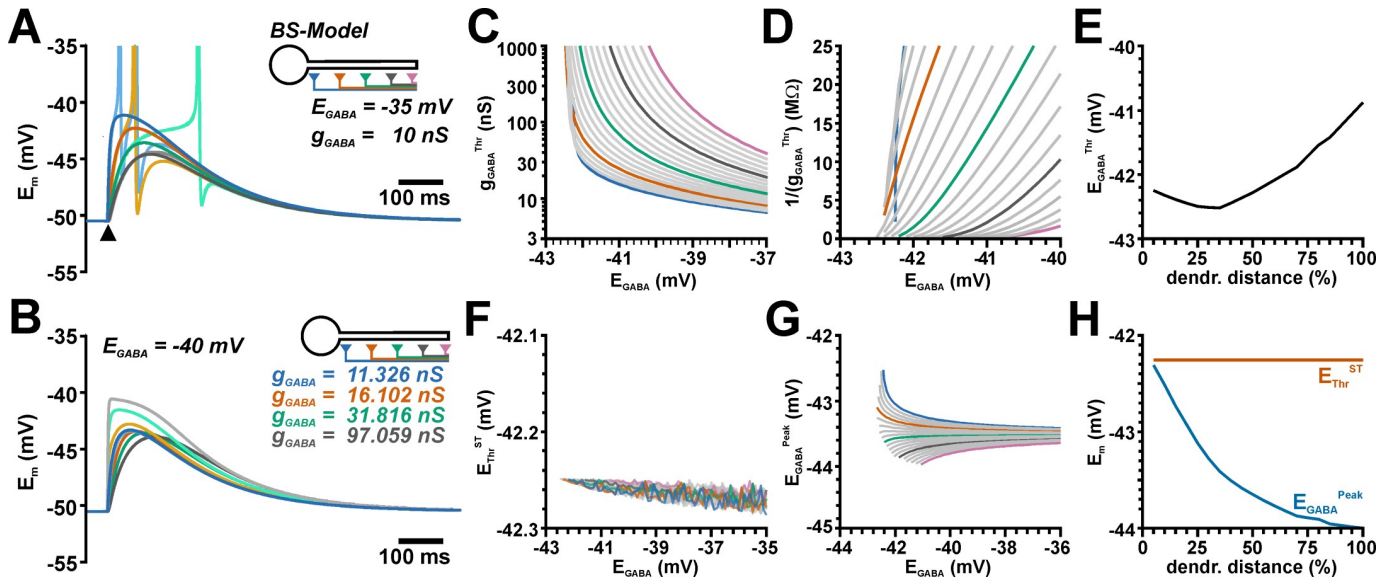 A
-35
-40
-45
-50
-55
E_m (mV)
BS-Model
E_GABA = -35 mV
g_GABA = 10 nS
100 ms
B
-35
-40
-45
-50
-55
E_m (mV)
E_GABA = -40 mV
g_GABA = 11.326 nS
g_GABA = 16.102 nS
g_GABA = 31.816 nS
g_GABA = 97.059 nS
100 ms
C
1000
300
100
30
10
3
g_GABA^Thr (nS)
-43 -41 -39 -37
E_GABA (mV)
D
25
20
15
10
5
0
1/(g_GABA^Thr) (MΩ)
-43 -42 -41 -40
E_GABA (mV)
E
-40
-41
-42
-43
E_GABA^Thr (mV)
0 25 50 75 100
dendr. distance (%)
F
-42.1
-42.2
-42.3
E_Thr^ST (mV)
-43 -41 -39 -37 -35
E_GABA (mV)
G
-42
-43
-44
-45
E_GABA^Peak (mV)
-44 -42 -40 -38 -36
E_GABA (mV)
H
-42
-43
-44
E_m (mV)
E_Thr^ST
E_GABA^Peak
0 25 50 75 100
dendr. distance (%)